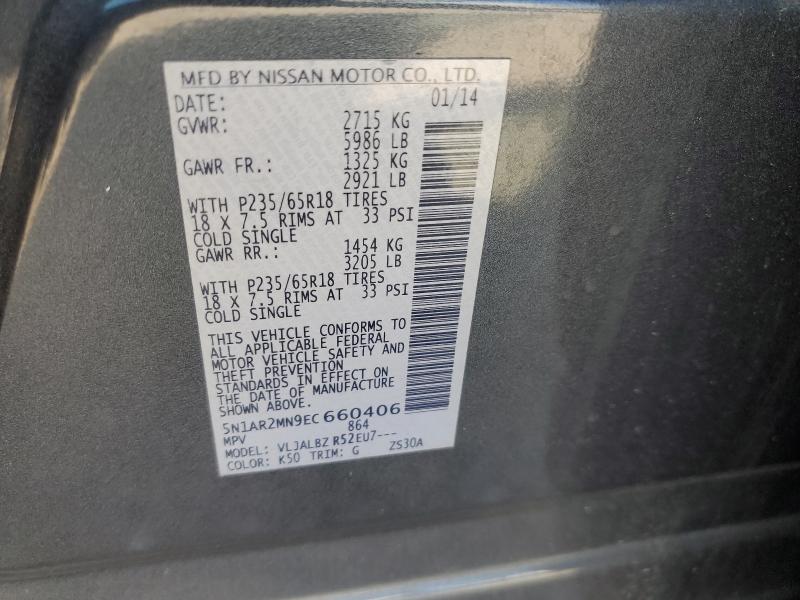 MFD BY NISSAN MOTOR CO., LTD.
DATE: 01/14
GVWR: 2715 KG
5986 LB
GAWR FR.: 1325 KG
2921 LB
WITH P235/65R18 TIRES
18 X 7.5 RIMS AT 33 PSI
COLD SINGLE
GAWR RR.: 1454 KG
3205 LB
WITH P235/65R18 TIRES
18 X 7.5 RIMS AT 33 PSI
COLD SINGLE
THIS VEHICLE CONFORMS TO
ALL APPLICABLE FEDERAL
MOTOR VEHICLE SAFETY AND
THEFT PREVENTION
STANDARDS IN EFFECT ON
THE DATE OF MANUFACTURE
SHOWN ABOVE.
5N1AR2MN9EC660406
MPV 864
MODEL: VLJALBZ R52EU7---
COLOR: K50 TRIM: G ZS30A